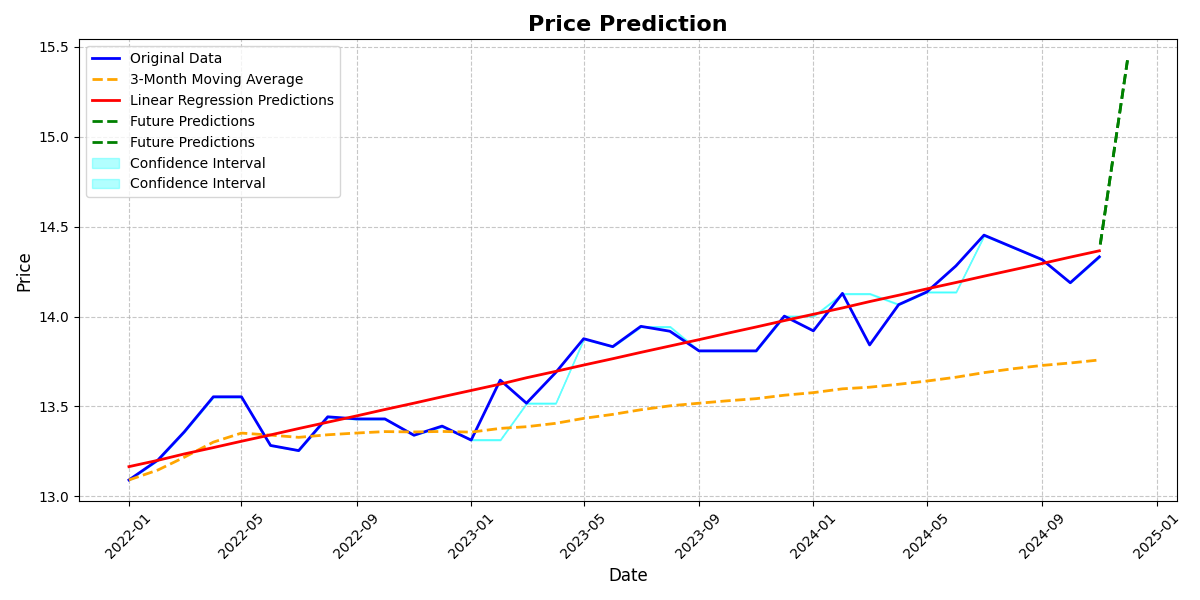 Price Prediction
Original Data
3-Month Moving Average
Linear Regression Predictions
Future Predictions
Future Predictions
Confidence Interval
Confidence Interval
15.5
15.0
14.5
14.0
13.5
13.0
Price
2022-01
2022-05
2022-09
2023-01
2023-05
2023-09
2024-01
2024-05
2024-09
2025-01
Date